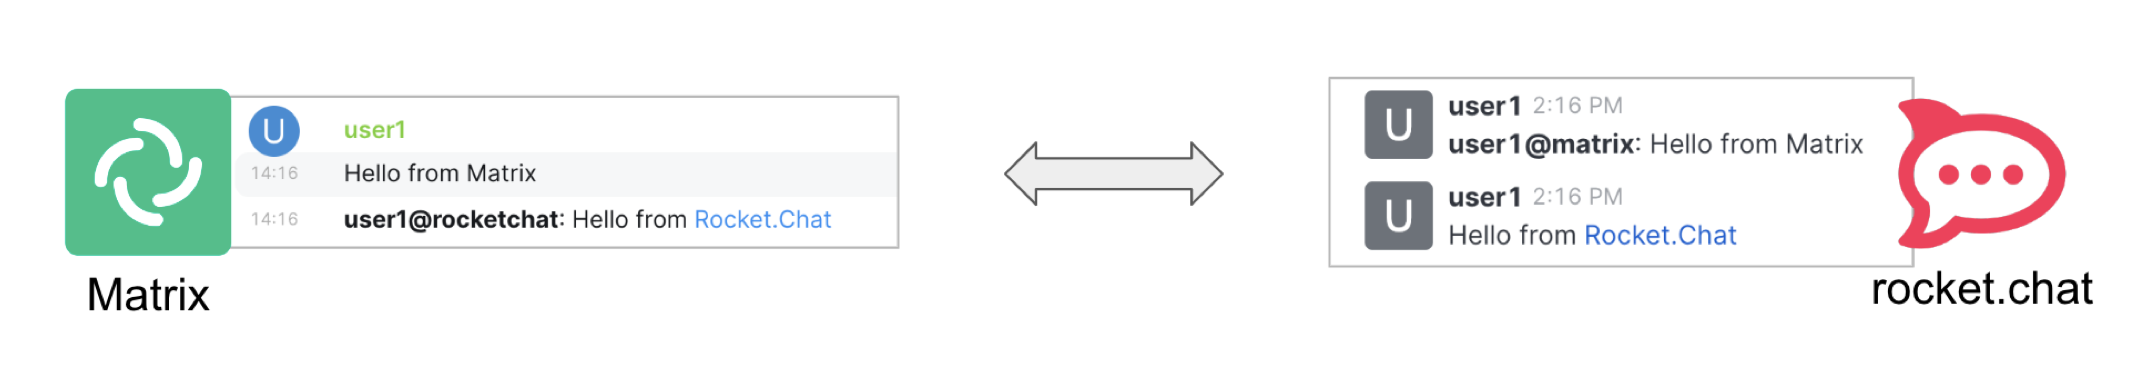 U user1
14:16 Hello from Matrix
14:16 user1@rocketchat: Hello from Rocket.Chat
Matrix
U user1 2:16 PM
user1@matrix: Hello from Matrix
U user1 2:16 PM
Hello from Rocket.Chat
rocket.chat